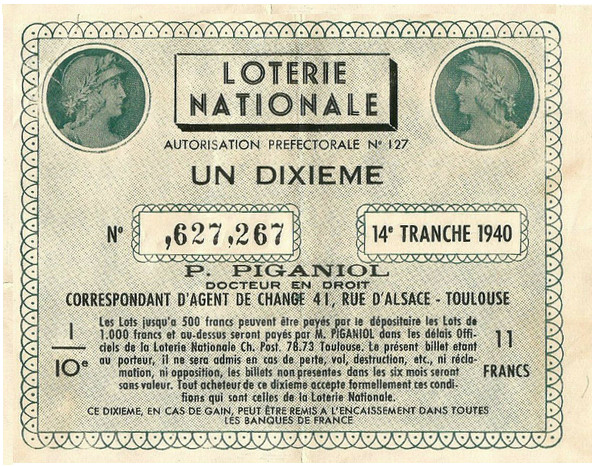 LOTERIE
NATIONALE
AUTORISATION PREFECTORALE N° 127
UN DIXIEME
N° ,627,267
14e TRANCHE 1940
P. PIGANIOL
DOCTEUR EN DROIT
CORRESPONDANT D'AGENT DE CHANGE 41, RUE D'ALSACE - TOULOUSE
1/10e
Les Lots jusqu'a 500 francs peuvent être payés par le dépositaire les Lots de
1.000 francs et au-dessus seront payés par M. PIGANIOL dans les délais Offi-
ciels de la Loterie Nationale Ch. Post. 78.73 Toulouse. Le présent billet etant
au porteur, il ne sera admis en cas de perte, vol, destruction, etc., ni récla-
mation, ni opposition, les billets non presentes dans les six mois seront
sans valeur. Tout acheteur de ce dixieme accepte formellement ces condi-
tions qui sont celles de la Loterie Nationale.
11
FRANCS
CE DIXIEME, EN CAS DE GAIN, PEUT ÊTRE REMIS A L'ENCAISSEMENT DANS TOUTES
LES BANQUES DE FRANCE